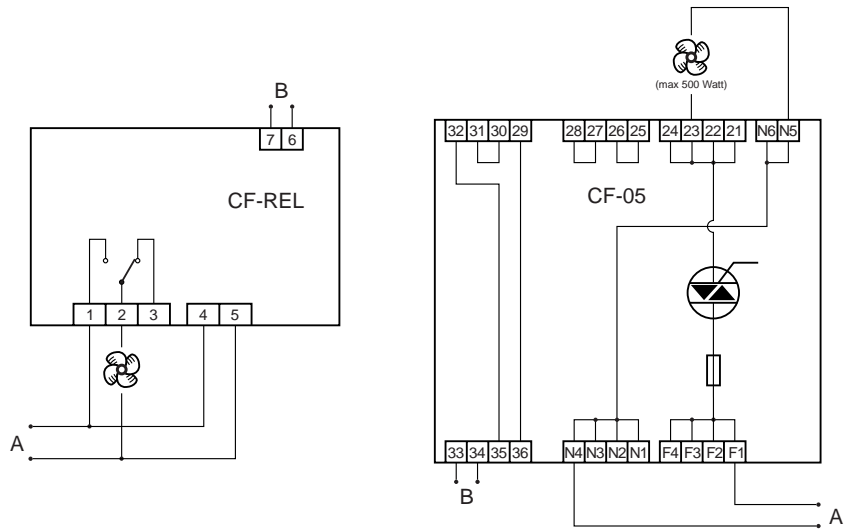 B
7 6
CF-REL
1 2 3 4 5
A
(max 500 Watt)
32 31 30 29 28 27 26 25 24 23 22 21 N6 N5
CF-05
33 34 35 36 N4 N3 N2 N1 F4 F3 F2 F1
B
A